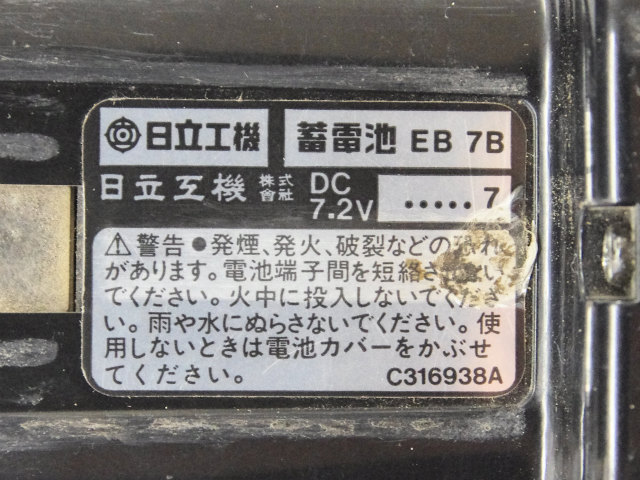 日立工機 蓄電池 EB 7B
日立工機 株式會社 DC 7.2V .....7
⚠警告 ●発煙、発火、破裂などの恐れ
があります。電池端子間を短絡さ ない
でください。火中に投入しないでくださ
い。雨や水にぬらさないでください。使
用しないときは電池カバーをかぶせ
てください。 C316938A